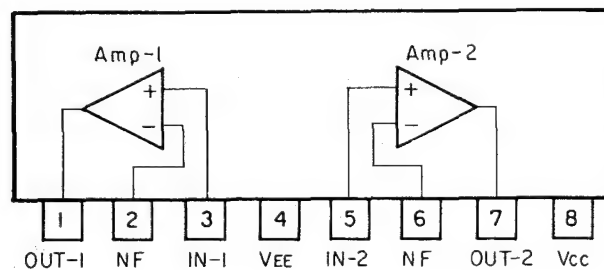 Amp-1 Amp-2
+ +
− −
1 2 3 4 5 6 7 8
OUT-1 NF IN-1 VEE IN-2 NF OUT-2 Vcc